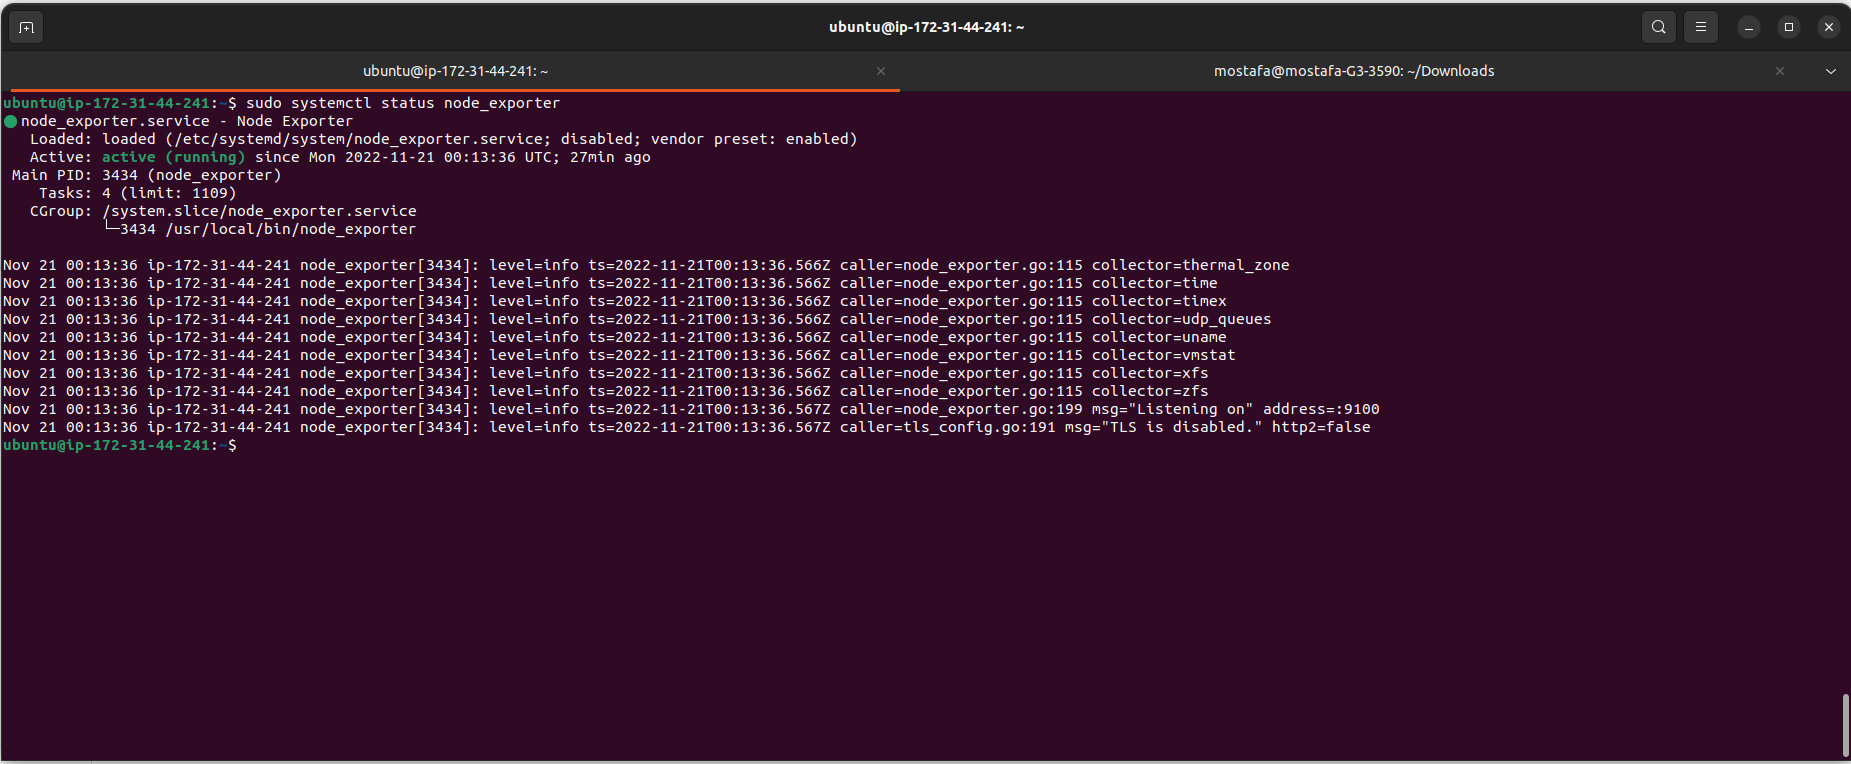 ubuntu@ip-172-31-44-241: ~
ubuntu@ip-172-31-44-241: ~
mostafa@mostafa-G3-3590: ~/Downloads
ubuntu@ip-172-31-44-241:~$ sudo systemctl status node_exporter
● node_exporter.service - Node Exporter
   Loaded: loaded (/etc/systemd/system/node_exporter.service; disabled; vendor preset: enabled)
   Active: active (running) since Mon 2022-11-21 00:13:36 UTC; 27min ago
 Main PID: 3434 (node_exporter)
    Tasks: 4 (limit: 1109)
   CGroup: /system.slice/node_exporter.service
           └─3434 /usr/local/bin/node_exporter
Nov 21 00:13:36 ip-172-31-44-241 node_exporter[3434]: level=info ts=2022-11-21T00:13:36.566Z caller=node_exporter.go:115 collector=thermal_zone
Nov 21 00:13:36 ip-172-31-44-241 node_exporter[3434]: level=info ts=2022-11-21T00:13:36.566Z caller=node_exporter.go:115 collector=time
Nov 21 00:13:36 ip-172-31-44-241 node_exporter[3434]: level=info ts=2022-11-21T00:13:36.566Z caller=node_exporter.go:115 collector=timex
Nov 21 00:13:36 ip-172-31-44-241 node_exporter[3434]: level=info ts=2022-11-21T00:13:36.566Z caller=node_exporter.go:115 collector=udp_queues
Nov 21 00:13:36 ip-172-31-44-241 node_exporter[3434]: level=info ts=2022-11-21T00:13:36.566Z caller=node_exporter.go:115 collector=uname
Nov 21 00:13:36 ip-172-31-44-241 node_exporter[3434]: level=info ts=2022-11-21T00:13:36.566Z caller=node_exporter.go:115 collector=vmstat
Nov 21 00:13:36 ip-172-31-44-241 node_exporter[3434]: level=info ts=2022-11-21T00:13:36.566Z caller=node_exporter.go:115 collector=xfs
Nov 21 00:13:36 ip-172-31-44-241 node_exporter[3434]: level=info ts=2022-11-21T00:13:36.566Z caller=node_exporter.go:115 collector=zfs
Nov 21 00:13:36 ip-172-31-44-241 node_exporter[3434]: level=info ts=2022-11-21T00:13:36.567Z caller=node_exporter.go:199 msg="Listening on" address=:9100
Nov 21 00:13:36 ip-172-31-44-241 node_exporter[3434]: level=info ts=2022-11-21T00:13:36.567Z caller=tls_config.go:191 msg="TLS is disabled." http2=false
ubuntu@ip-172-31-44-241:~$